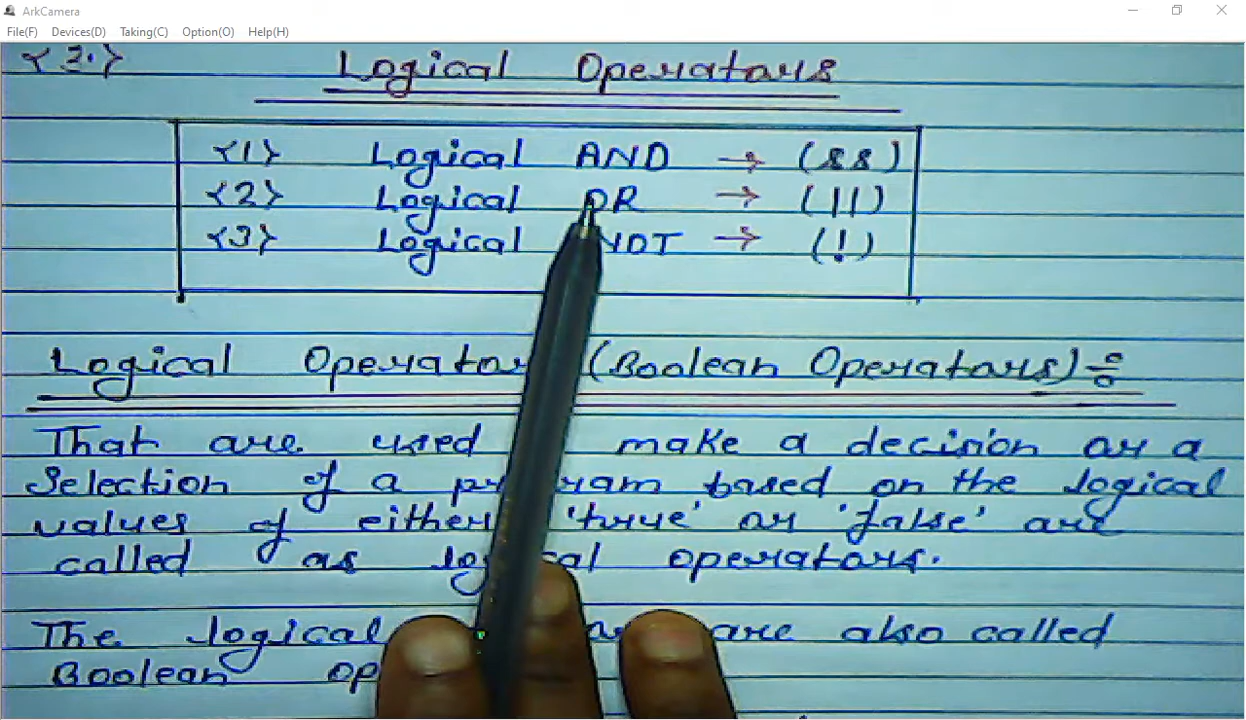 ArkCamera
File(F) Devices(D) Taking(C) Option(O) Help(H)
{2.} Logical Operators
{1} Logical AND → (&&)
{2} Logical OR → (||)
{3} Logical NOT → (!)
Logical Operator (Boolean Operators) :
That are used make a decision or a
Selection of a based on the logical
values of either 'true' or 'false' are
called as operators.
The logical are also called
Boolean